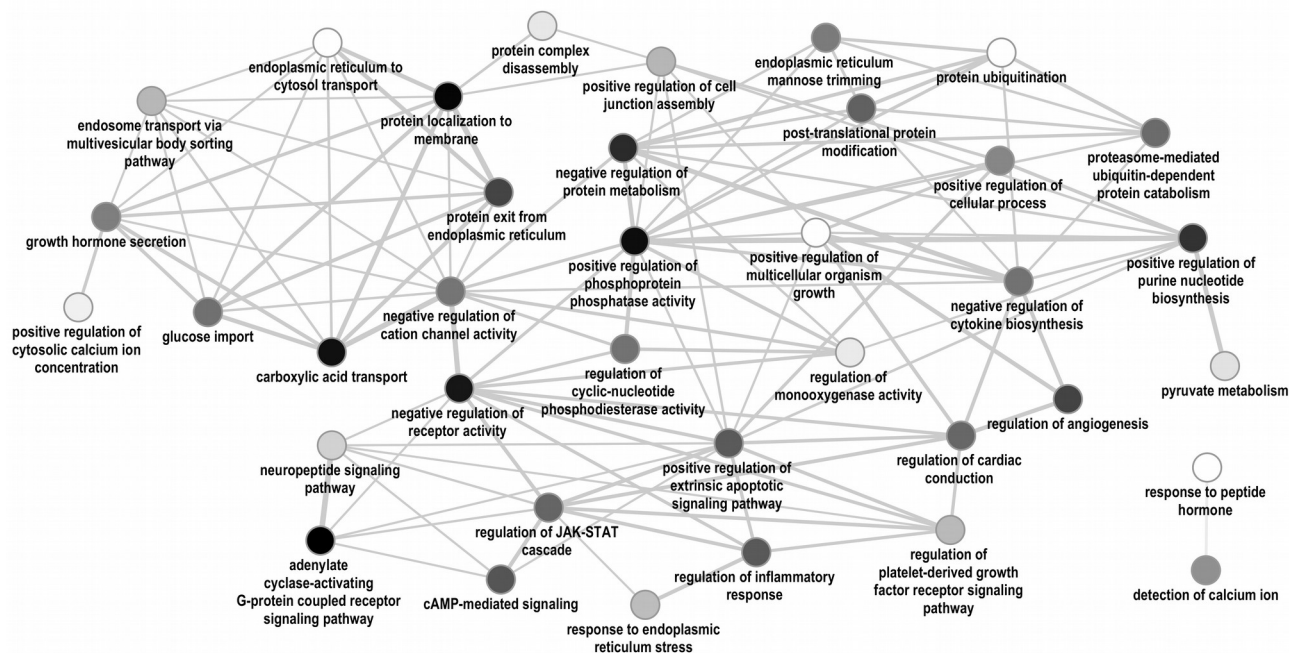 endoplasmic reticulum to
cytosol transport
protein complex
disassembly
positive regulation of cell
junction assembly
endoplasmic reticulum
mannose trimming
protein ubiquitination
endosome transport via
multivesicular body sorting
pathway
protein localization to
membrane
post-translational protein
modification
negative regulation of
protein metabolism
proteasome-mediated
ubiquitin-dependent
protein catabolism
positive regulation of
cellular process
growth hormone secretion
protein exit from
endoplasmic reticulum
positive regulation of
phosphoprotein
phosphatase activity
positive regulation of
multicellular organism
growth
positive regulation of
purine nucleotide
biosynthesis
positive regulation of
cytosolic calcium ion
concentration
glucose import
negative regulation of
cation channel activity
negative regulation of
cytokine biosynthesis
carboxylic acid transport
regulation of
cyclic-nucleotide
phosphodiesterase activity
regulation of
monooxygenase activity
pyruvate metabolism
negative regulation of
receptor activity
regulation of angiogenesis
neuropeptide signaling
pathway
positive regulation of
extrinsic apoptotic
signaling pathway
regulation of cardiac
conduction
response to peptide
hormone
regulation of JAK-STAT
cascade
adenylate
cyclase-activating
G-protein coupled receptor
signaling pathway
cAMP-mediated signaling
regulation of inflammatory
response
regulation of
platelet-derived growth
factor receptor signaling
pathway
detection of calcium ion
response to endoplasmic
reticulum stress